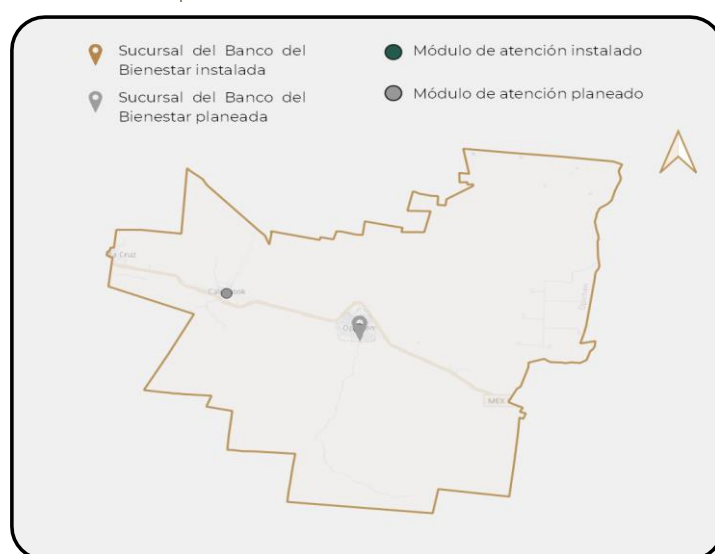 Sucursal del Banco del
Bienestar instalada
Sucursal del Banco del
Bienestar planeada
Módulo de atención instalado
Módulo de atención planeado
Cruz
MEX